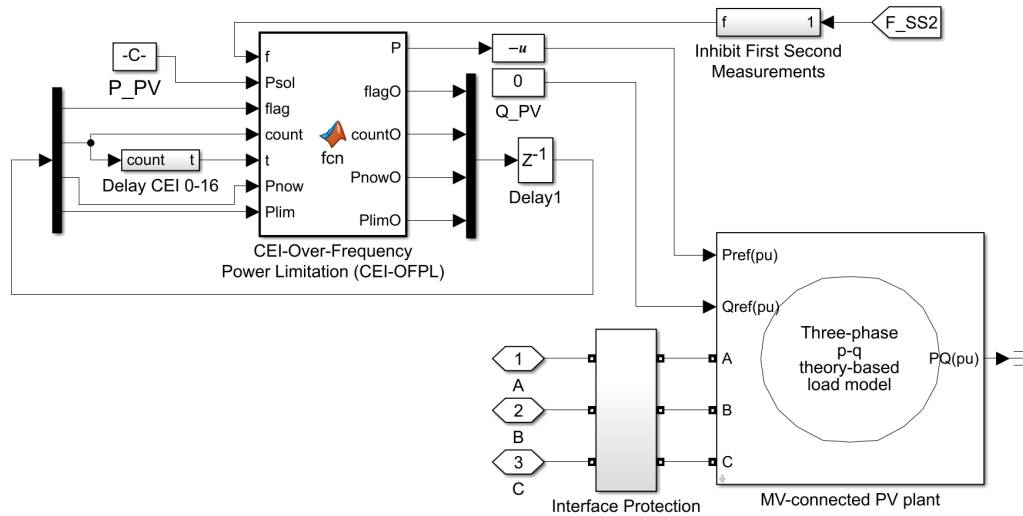 f
1
F_SS2
Inhibit First Second
Measurements
-C-
P_PV
f
Psol
flag
count
t
Pnow
Plim
fcn
P
flagO
countO
PnowO
PlimO
CEI-Over-Frequency
Power Limitation (CEI-OFPL)
count
t
Delay CEI 0-16
-u
0
Q_PV
Z-1
Delay1
Pref(pu)
Qref(pu)
A
B
C
Three-phase
p-q
theory-based
load model
PQ(pu)
MV-connected PV plant
1
A
2
B
3
C
Interface Protection